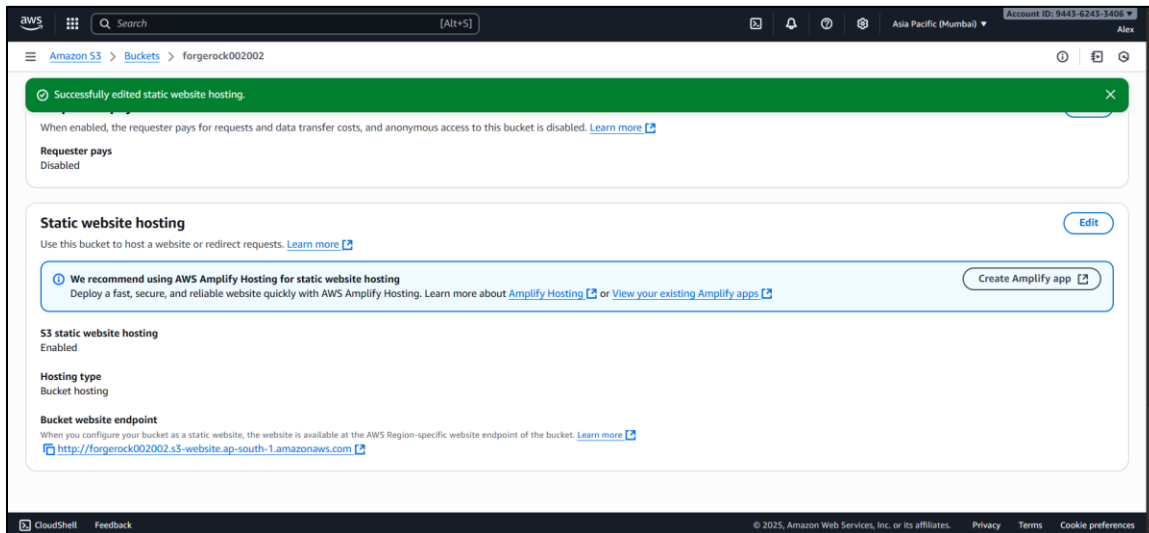 aws
Search
[Alt+S]
Asia Pacific (Mumbai)
Account ID: 9443-6243-3406
Alex
Amazon S3 > Buckets > forgerock002002
Successfully edited static website hosting.
When enabled, the requester pays for requests and data transfer costs, and anonymous access to this bucket is disabled. Learn more
Requester pays
Disabled
Static website hosting
Edit
Use this bucket to host a website or redirect requests. Learn more
We recommend using AWS Amplify Hosting for static website hosting
Create Amplify app
Deploy a fast, secure, and reliable website quickly with AWS Amplify Hosting. Learn more about Amplify Hosting or View your existing Amplify apps
S3 static website hosting
Enabled
Hosting type
Bucket hosting
Bucket website endpoint
When you configure your bucket as a static website, the website is available at the AWS Region-specific website endpoint of the bucket. Learn more
http://forgerock002002.s3-website.ap-south-1.amazonaws.com
CloudShell Feedback
© 2025, Amazon Web Services, Inc. or its affiliates. Privacy Terms Cookie preferences